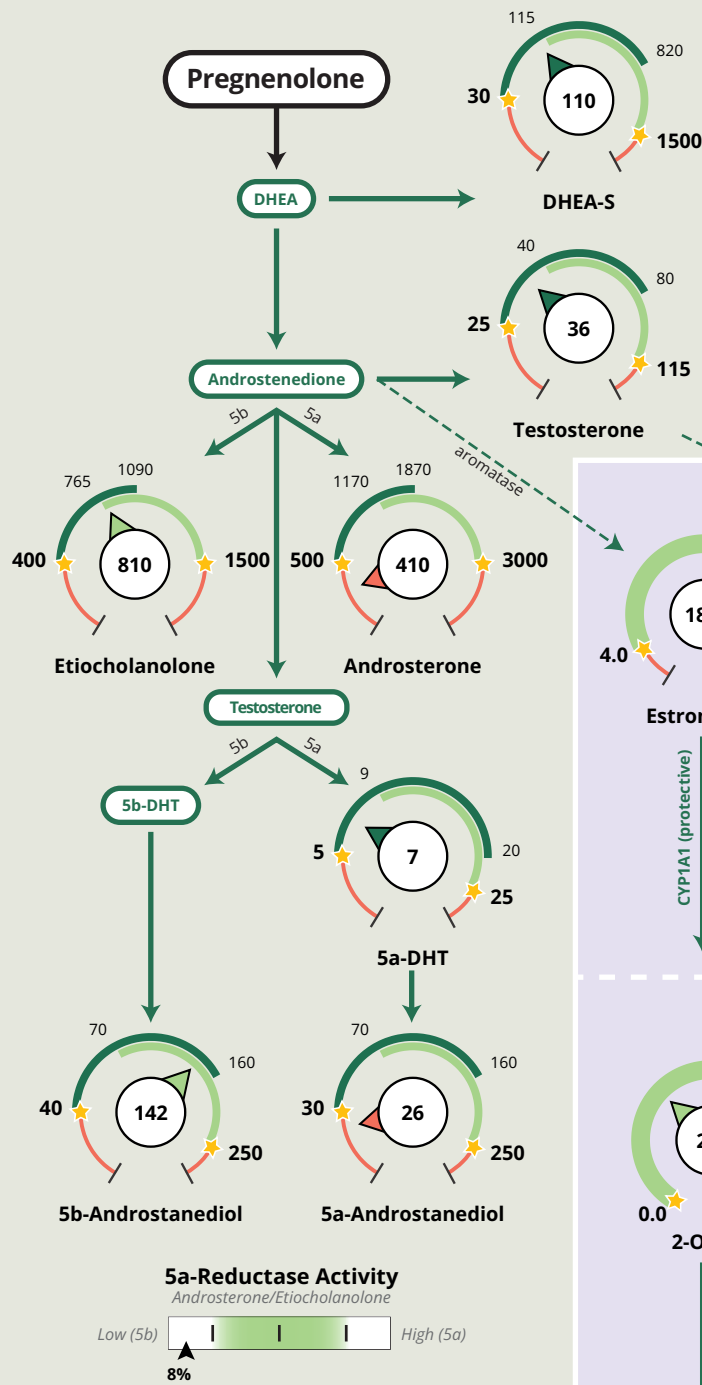 115
820
Pregnenolone
30
110
1500
DHEA
DHEA-S
40
80
25
36
115
Androstenedione
Testosterone
5b
5a
aromatase
765
1090
1170
1870
400
810
1500
500
410
3000
4.0
Etiocholanolone
Androsterone
Testosterone
5b
5a
CYP1A1 (protective)
9
5b-DHT
5
7
20
25
5a-DHT
70
160
70
160
40
142
250
30
26
250
0.0
5b-Androstanediol
5a-Androstanediol
5a-Reductase Activity
Androsterone/Etiocholanolone
Low (5b)
High (5a)
8%